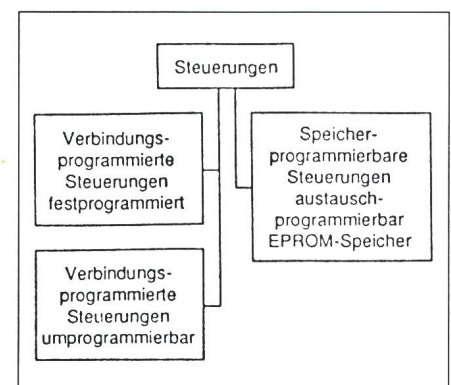 Steuerungen
Verbindungs-
programmierte
Steuerungen
festprogrammiert
Speicher-
programmierbare
Steuerungen
austausch-
programmierbar
EPROM-Speicher
Verbindungs-
programmierte
Steuerungen
umprogrammierbar